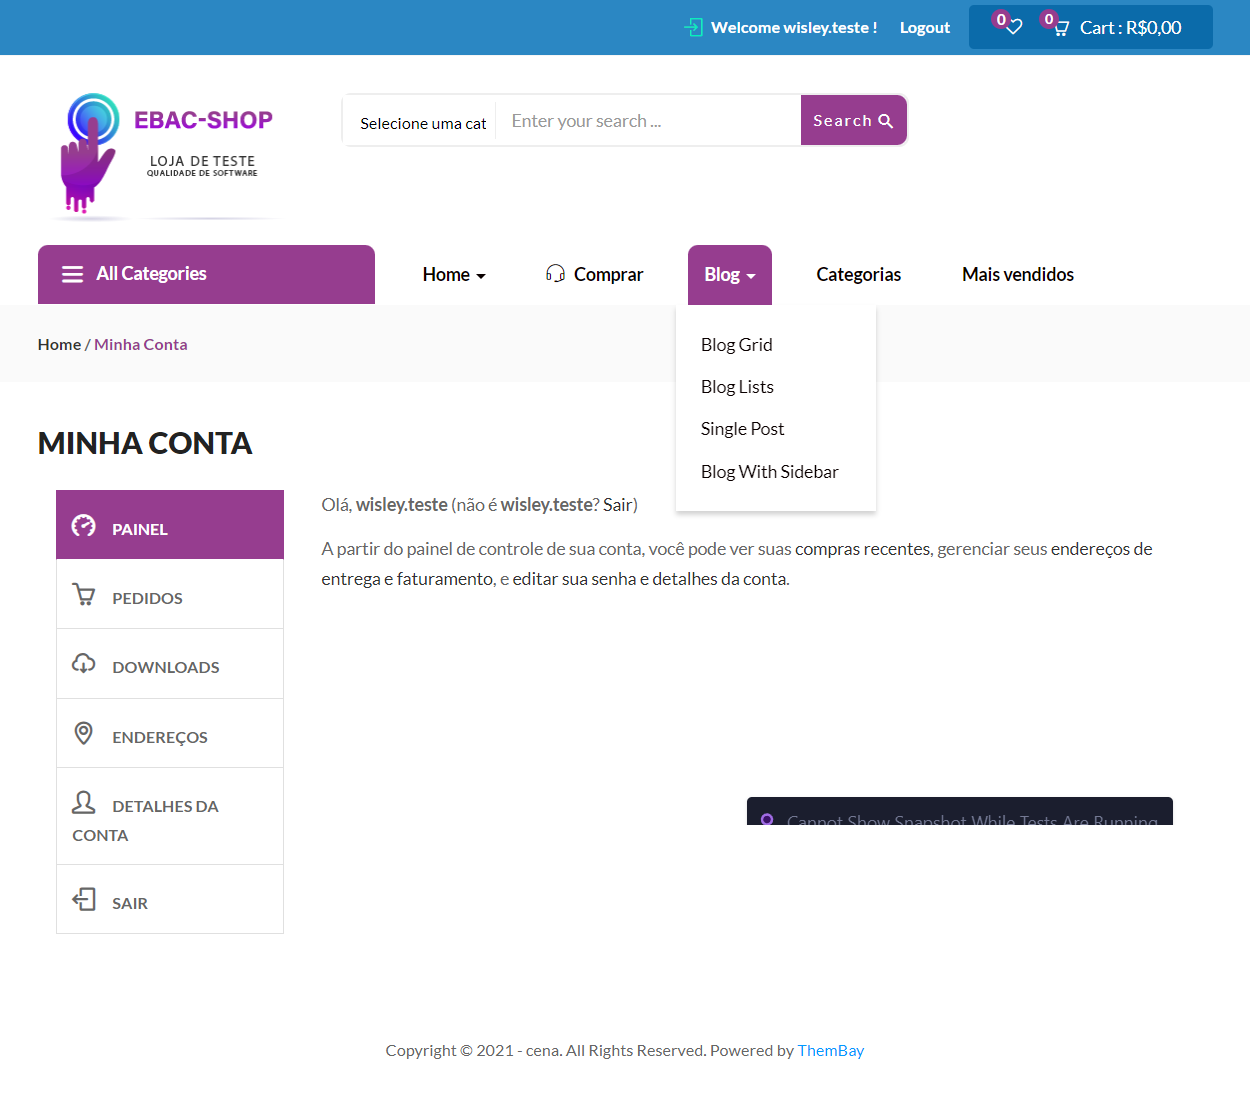 Welcome wisley.teste !
Logout
0
0
Cart : R$0,00
EBAC-SHOP
LOJA DE TESTE
QUALIDADE DE SOFTWARE
Selecione uma cat
Enter your search ...
Search
All Categories
Home
Comprar
Blog
Categorias
Mais vendidos
Home / Minha Conta
Blog Grid
Blog Lists
Single Post
Blog With Sidebar
MINHA CONTA
PAINEL
PEDIDOS
DOWNLOADS
ENDEREÇOS
DETALHES DA
CONTA
SAIR
Olá, wisley.teste (não é wisley.teste? Sair)
A partir do painel de controle de sua conta, você pode ver suas compras recentes, gerenciar seus endereços de
entrega e faturamento, e editar sua senha e detalhes da conta.
Cannot Show Snapshot While Tests Are Running
Copyright © 2021 - cena. All Rights Reserved. Powered by ThemBay